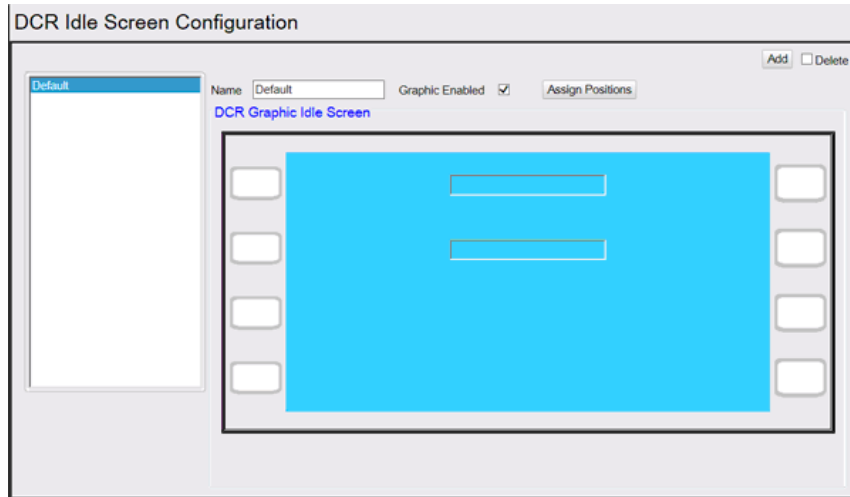 DCR Idle Screen Configuration
Add Delete
Default
Name Default Graphic Enabled Assign Positions
DCR Graphic Idle Screen